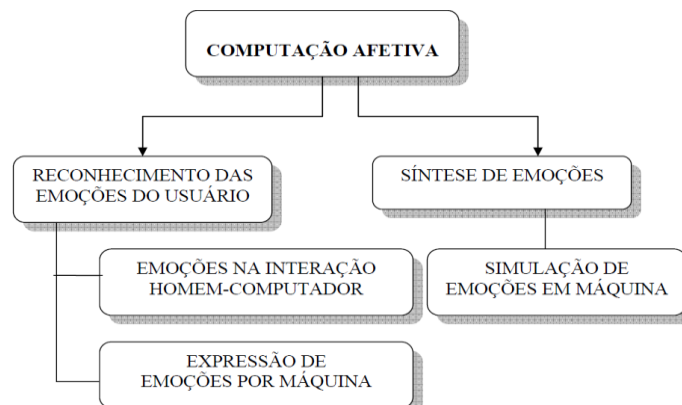 COMPUTAÇÃO AFETIVA
RECONHECIMENTO DAS
EMOÇÕES DO USUÁRIO
SÍNTESE DE EMOÇÕES
EMOÇÕES NA INTERAÇÃO
HOMEM-COMPUTADOR
SIMULAÇÃO DE
EMOÇÕES EM MÁQUINA
EXPRESSÃO DE
EMOÇÕES POR MÁQUINA